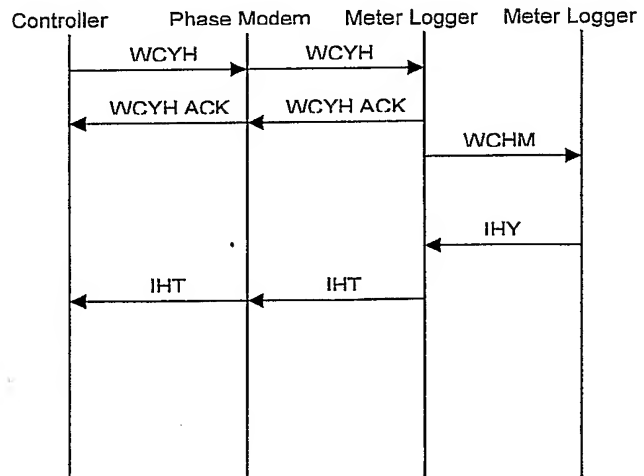 Controller Phase Modem Meter Logger Meter Logger
WCYH WCYH
WCYH ACK WCYH ACK
WCHM
IHY
IHT IHT